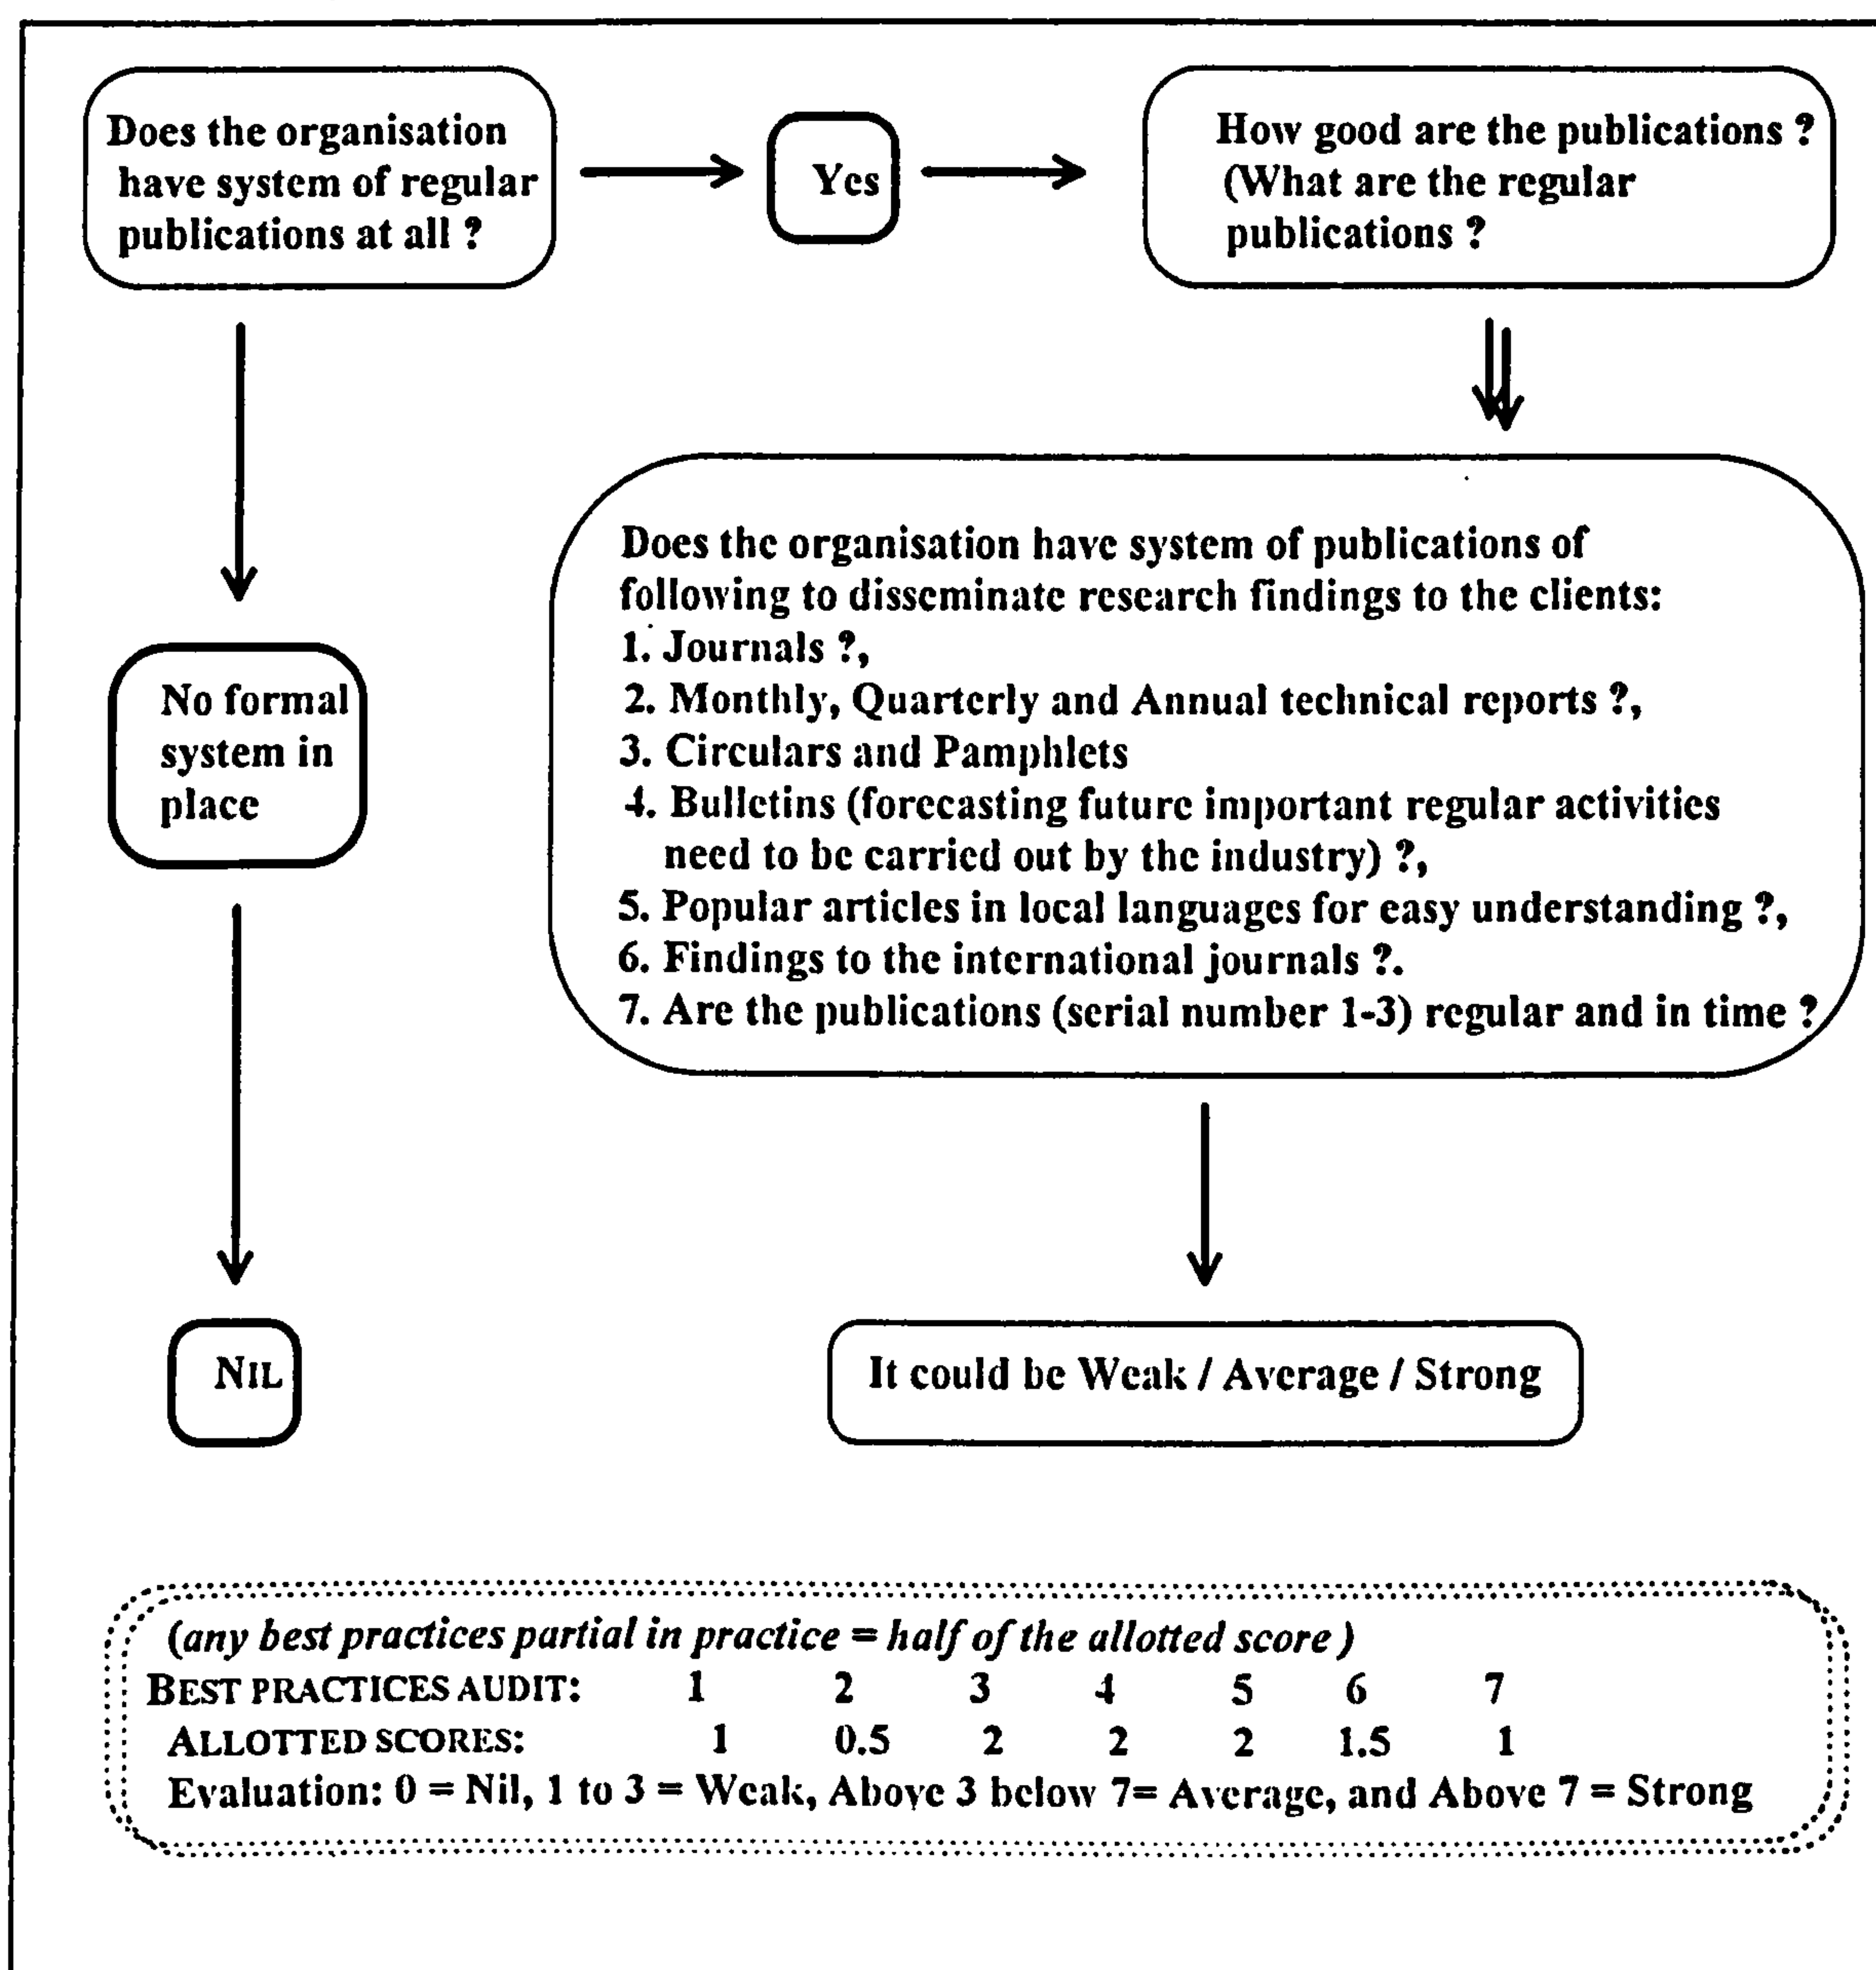 Does the organisation
have system of regular
publications at all ?
Yes
How good are the publications ?
(What are the regular
publications ?
Does the organisation have system of publications of
following to disseminate research findings to the clients:
1. Journals ?,
2. Monthly, Quarterly and Annual technical reports ?,
3. Circulars and Pamphlets
4. Bulletins (forecasting future important regular activities
need to be carried out by the industry) ?,
5. Popular articles in local languages for easy understanding ?,
6. Findings to the international journals ?.
7. Are the publications (serial number 1-3) regular and in time ?
No formal
system in
place
NIL
It could be Weak / Average / Strong
(any best practices partial in practice = half of the allotted score )
BEST PRACTICES AUDIT: 1 2 3 4 5 6 7
ALLOTTED SCORES: 1 0.5 2 2 2 1.5 1
Evaluation: 0 = Nil, 1 to 3 = Weak, Above 3 below 7= Average, and Above 7 = Strong